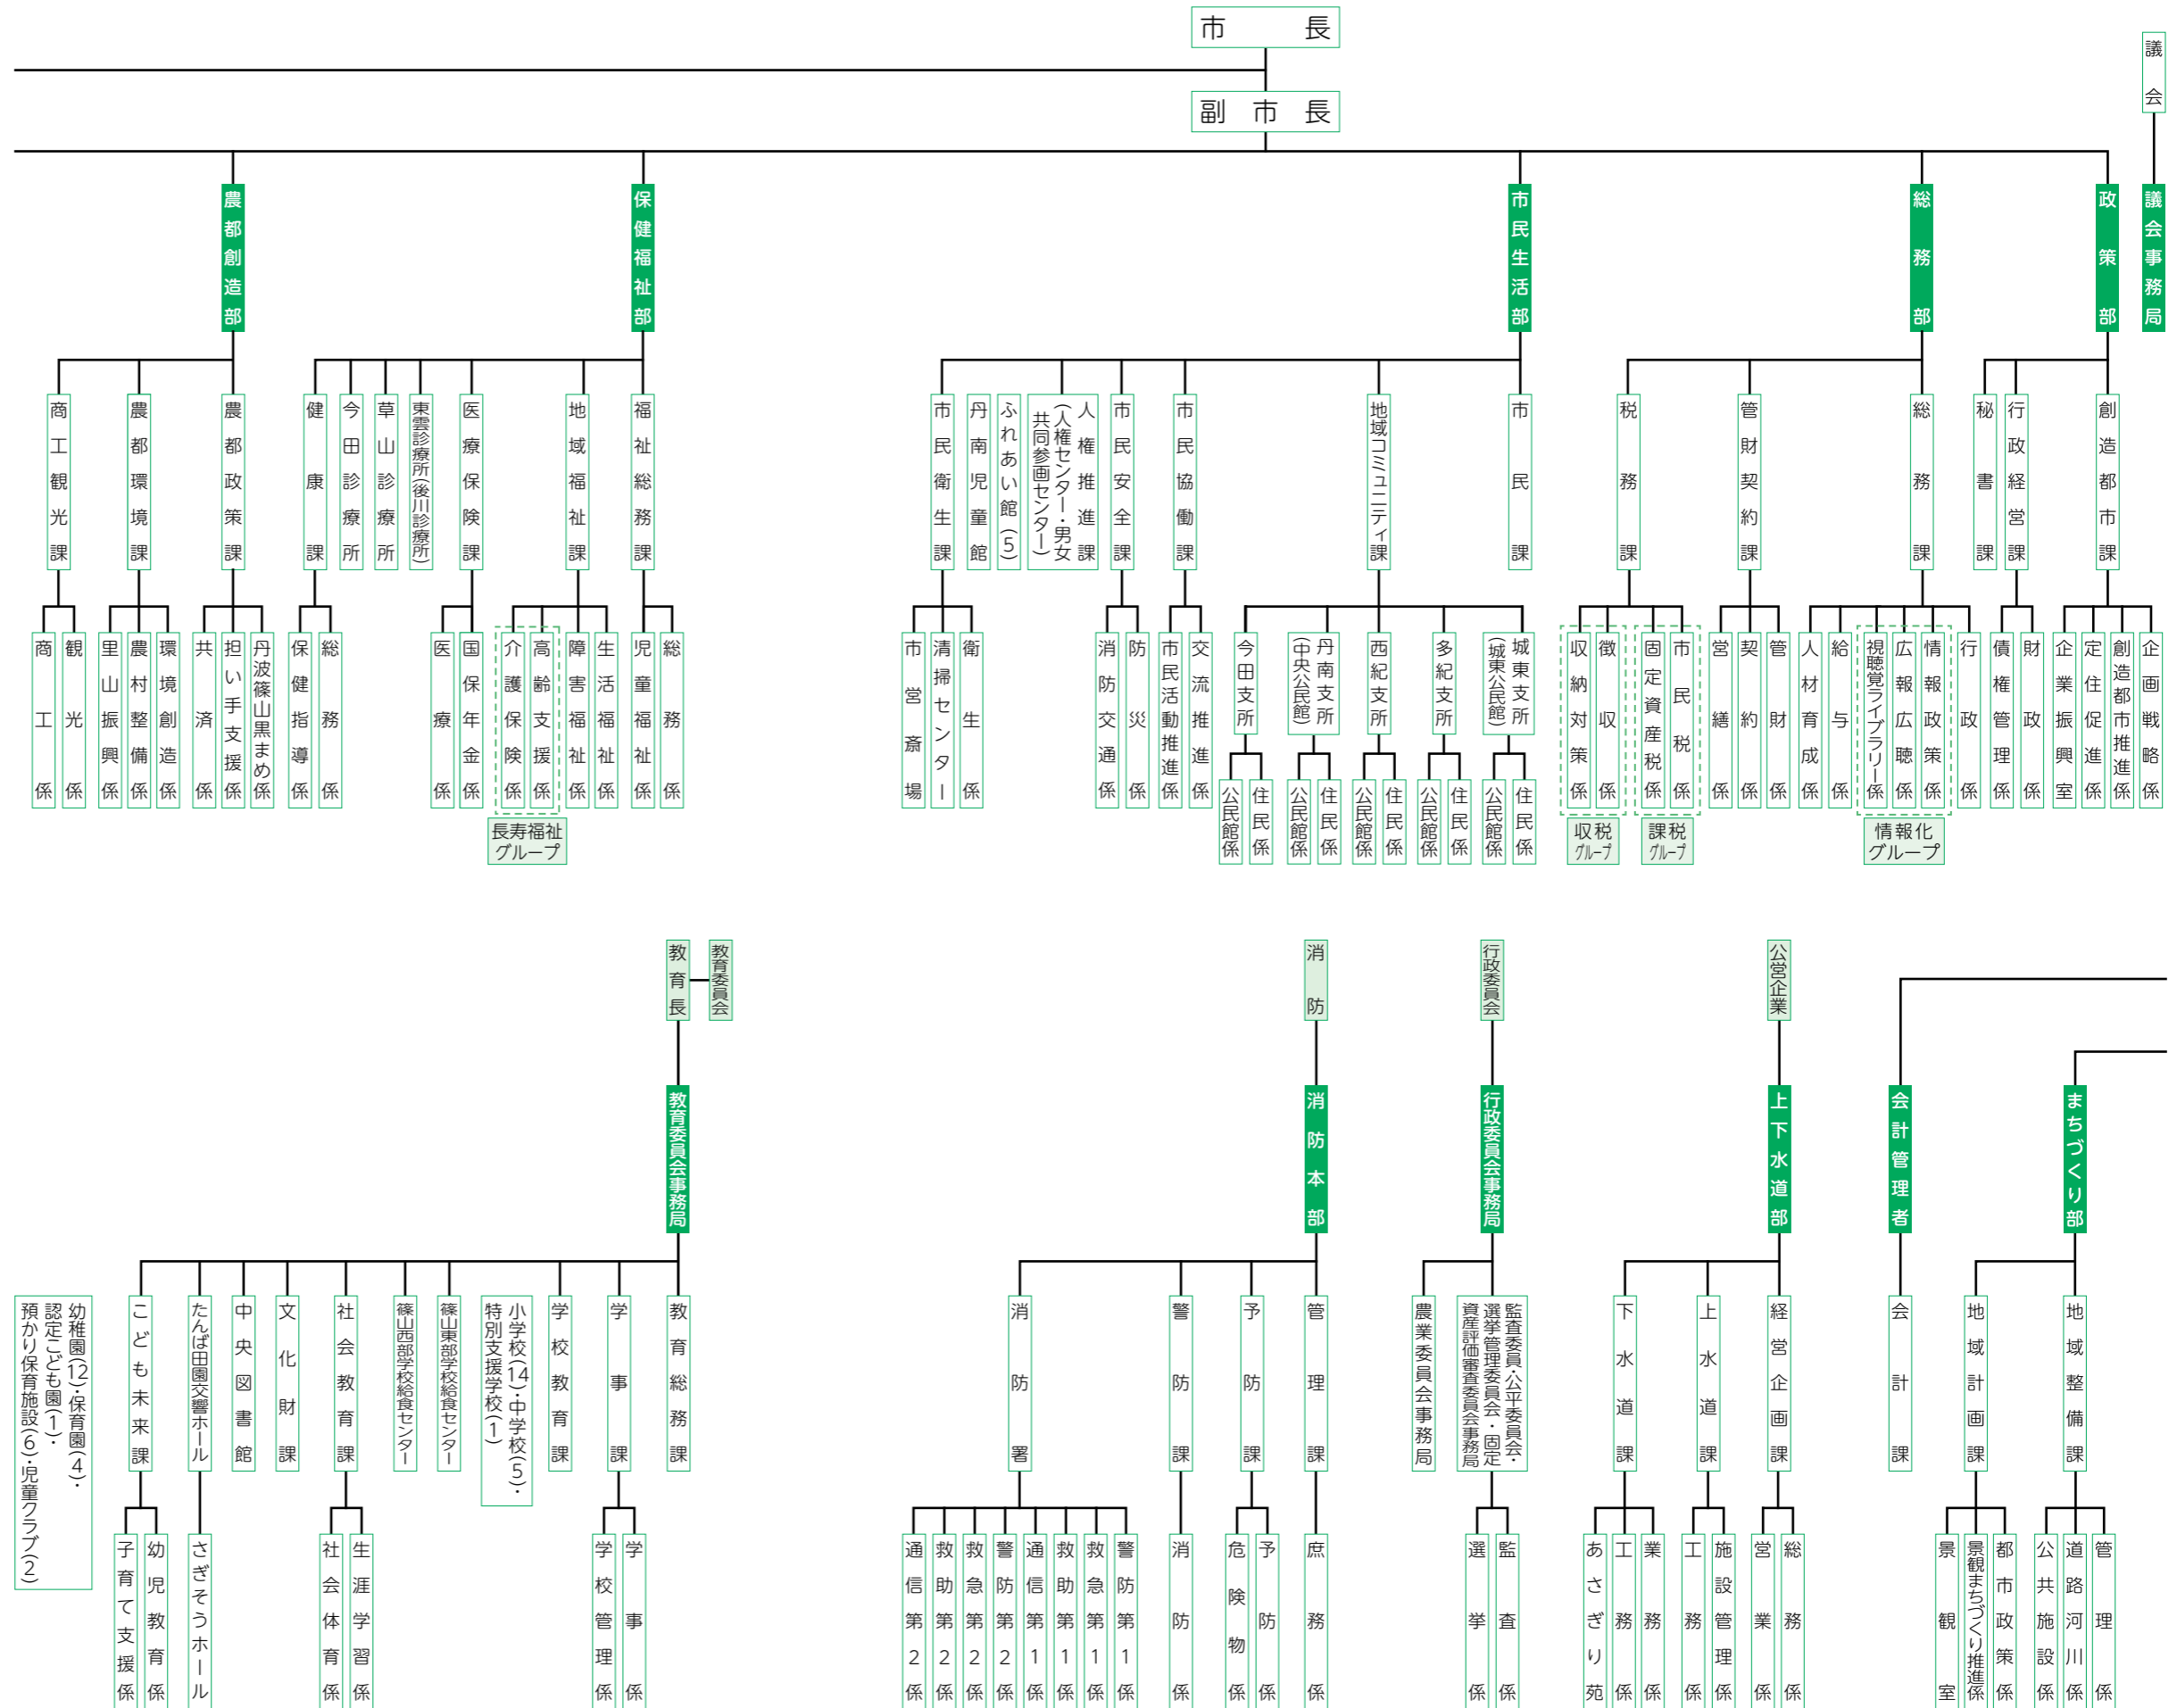 市長
副市長
議会
議会事務局
政策部
総務部
市民生活部
保健福祉部
農都創造部
創造都市課
行政経営課
秘書課
総務課
管財契約課
税務課
市民課
地域コミュニティ課
市民協働課
市民安全課
人権推進課
(人権センター・男女
共同参画センター)
ふれあい館(5)
丹南児童館
市民衛生課
福祉総務課
地域福祉課
医療保険課
東雲診療所(後川診療所)
草山診療所
今田診療所
健康課
農都政策課
農都環境課
商工観光課
企画戦略係
創造都市推進係
定住促進係
企業振興室
財政係
債権管理係
行政係
情報政策係
広報広聴係
視聴覚ライブラリー係
情報化
グループ
給与係
人材育成係
管財係
契約係
営繕係
市民税係
固定資産税係
課税
グループ
徴収係
収納対策係
収税
グループ
城東支所
(城東公民館)
多紀支所
西紀支所
丹南支所
(中央公民館)
今田支所
住民係
公民館係
住民係
公民館係
住民係
公民館係
住民係
公民館係
住民係
公民館係
交流推進係
市民活動推進係
防災係
消防交通係
衛生係
清掃センター
市営斎場
総務係
児童福祉係
生活福祉係
障害福祉係
高齢支援係
介護保険係
長寿福祉
グループ
国保年金係
医療係
総務係
保健指導係
丹波篠山黒まめ係
担い手支援係
共済係
環境創造係
農村整備係
里山振興係
観光係
商工係
まちづくり部
会計管理者
公営企業
上下水道部
行政委員会
行政委員会事務局
消防
消防本部
教育委員会
教育長
教育委員会事務局
地域整備課
地域計画課
会計課
経営企画課
上水道課
下水道課
監査委員・公平委員会・
選挙管理委員会・固定
資産評価審査委員会事務局
農業委員会事務局
管理課
予防課
警防課
消防署
教育総務課
学事課
学校教育課
小学校(14)・中学校(5)・
特別支援学校(1)
篠山東部学校給食センター
篠山西部学校給食センター
社会教育課
文化財課
中央図書館
たんば田園交響ホール
こども未来課
幼稚園(12)・保育園(4)・
認定こども園(1)・
預かり保育施設(6)・児童クラブ(2)
管理係
道路河川係
公共施設係
都市政策係
景観まちづくり推進係
景観室
総務係
営業係
施設管理係
工務係
業務係
工務係
あさぎり苑
監査係
選挙係
庶務係
予防係
危険物係
消防係
警防第1係
救急第1係
救助第1係
通信第1係
警防第2係
救急第2係
救助第2係
通信第2係
学事係
学校管理係
生涯学習係
社会体育係
さぎそうホール
幼児教育係
子育て支援係